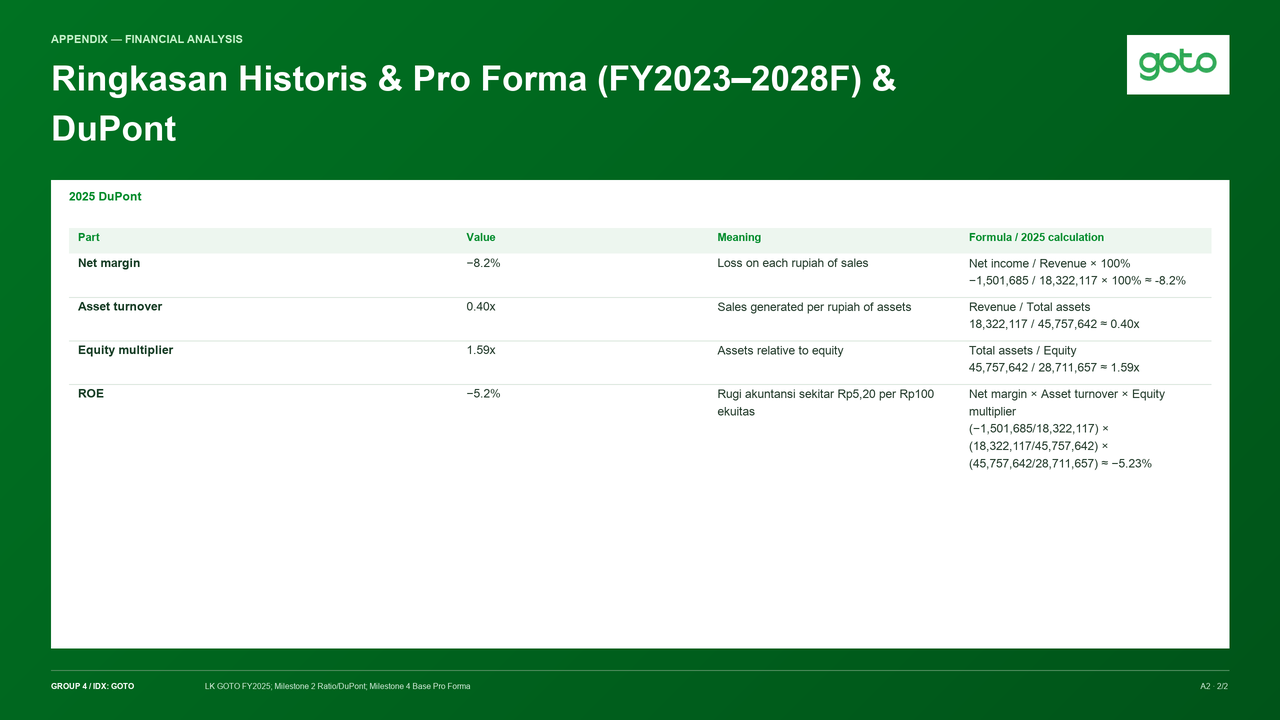 APPENDIX — FINANCIAL ANALYSIS
goto
Ringkasan Historis & Pro Forma (FY2023–2028F) &
DuPont
2025 DuPont
Part Value Meaning Formula / 2025 calculation
Net margin −8.2% Loss on each rupiah of sales Net income / Revenue × 100%
−1,501,685 / 18,322,117 × 100% ≈ -8.2%
Asset turnover 0.40x Sales generated per rupiah of assets Revenue / Total assets
18,322,117 / 45,757,642 ≈ 0.40x
Equity multiplier 1.59x Assets relative to equity Total assets / Equity
45,757,642 / 28,711,657 ≈ 1.59x
ROE −5.2% Rugi akuntansi sekitar Rp5,20 per Rp100 Net margin × Asset turnover × Equity
ekuitas multiplier
(−1,501,685/18,322,117) ×
(18,322,117/45,757,642) ×
(45,757,642/28,711,657) ≈ −5.23%
GROUP 4 / IDX: GOTO LK GOTO FY2025; Milestone 2 Ratio/DuPont; Milestone 4 Base Pro Forma A2 · 2/2